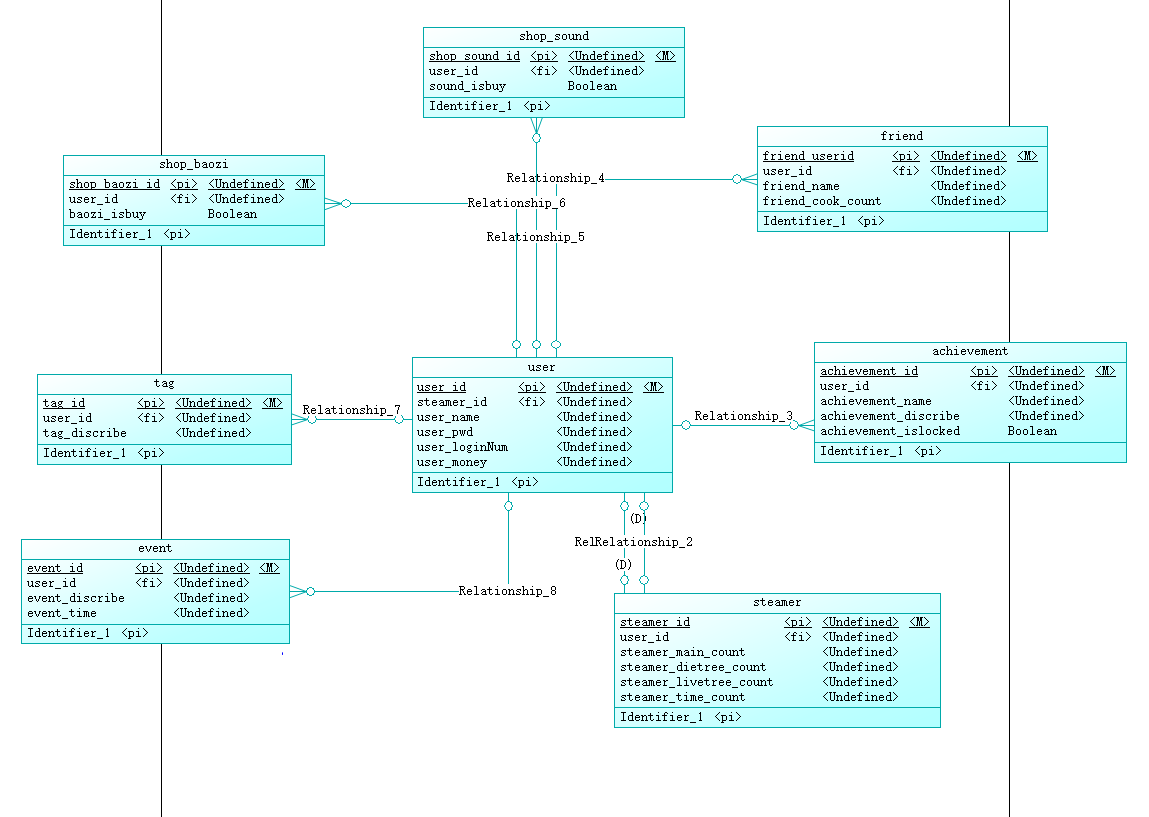 shop_sound
shop_sound_id <pi> <Undefined> <M>
user_id <fi> <Undefined>
sound_isbuy Boolean
Identifier_1 <pi>
friend
friend_userid <pi> <Undefined> <M>
user_id <fi> <Undefined>
friend_name <Undefined>
friend_cook_count <Undefined>
Identifier_1 <pi>
shop_baozi
shop_baozi_id <pi> <Undefined> <M>
user_id <fi> <Undefined>
baozi_isbuy Boolean
Identifier_1 <pi>
Relationship_4
Relationship_6
Relationship_5
user
user_id <pi> <Undefined> <M>
steamer_id <fi> <Undefined>
user_name <Undefined>
user_pwd <Undefined>
user_loginNum <Undefined>
user_money <Undefined>
Identifier_1 <pi>
achievement
achievement_id <pi> <Undefined> <M>
user_id <fi> <Undefined>
achievement_name <Undefined>
achievement_discribe <Undefined>
achievement_islocked Boolean
Identifier_1 <pi>
tag
tag_id <pi> <Undefined> <M>
user_id <fi> <Undefined>
tag_discribe <Undefined>
Identifier_1 <pi>
Relationship_7
Relationship_3
(D)
RelRelationship_2
(D)
event
event_id <pi> <Undefined> <M>
user_id <fi> <Undefined>
event_discribe <Undefined>
event_time <Undefined>
Identifier_1 <pi>
Relationship_8
steamer
steamer_id <pi> <Undefined> <M>
user_id <fi> <Undefined>
steamer_main_count <Undefined>
steamer_dietree_count <Undefined>
steamer_livetree_count <Undefined>
steamer_time_count <Undefined>
Identifier_1 <pi>